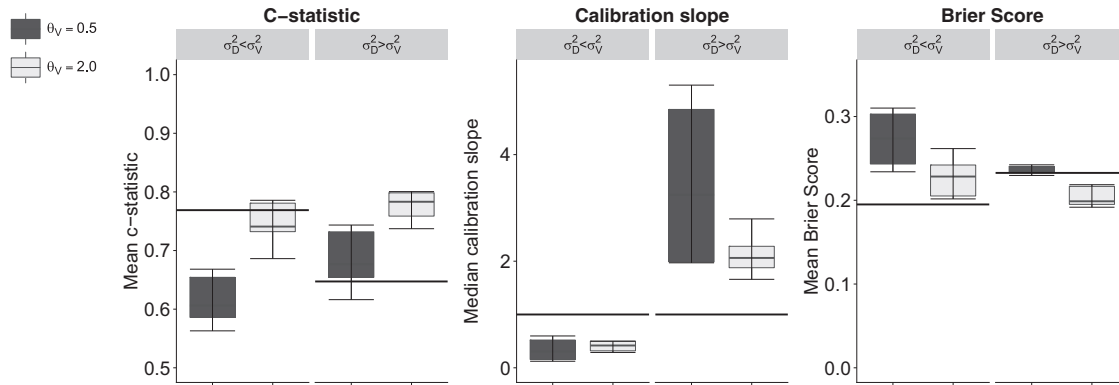 θV = 0.5
θV = 2.0
C-statistic
σ²D<σ²V
σ²D>σ²V
Mean c-statistic
1.0
0.9
0.8
0.7
0.6
0.5
Calibration slope
σ²D<σ²V
σ²D>σ²V
Median calibration slope
4
2
0
Brier Score
σ²D<σ²V
σ²D>σ²V
Mean Brier Score
0.3
0.2
0.1
0.0